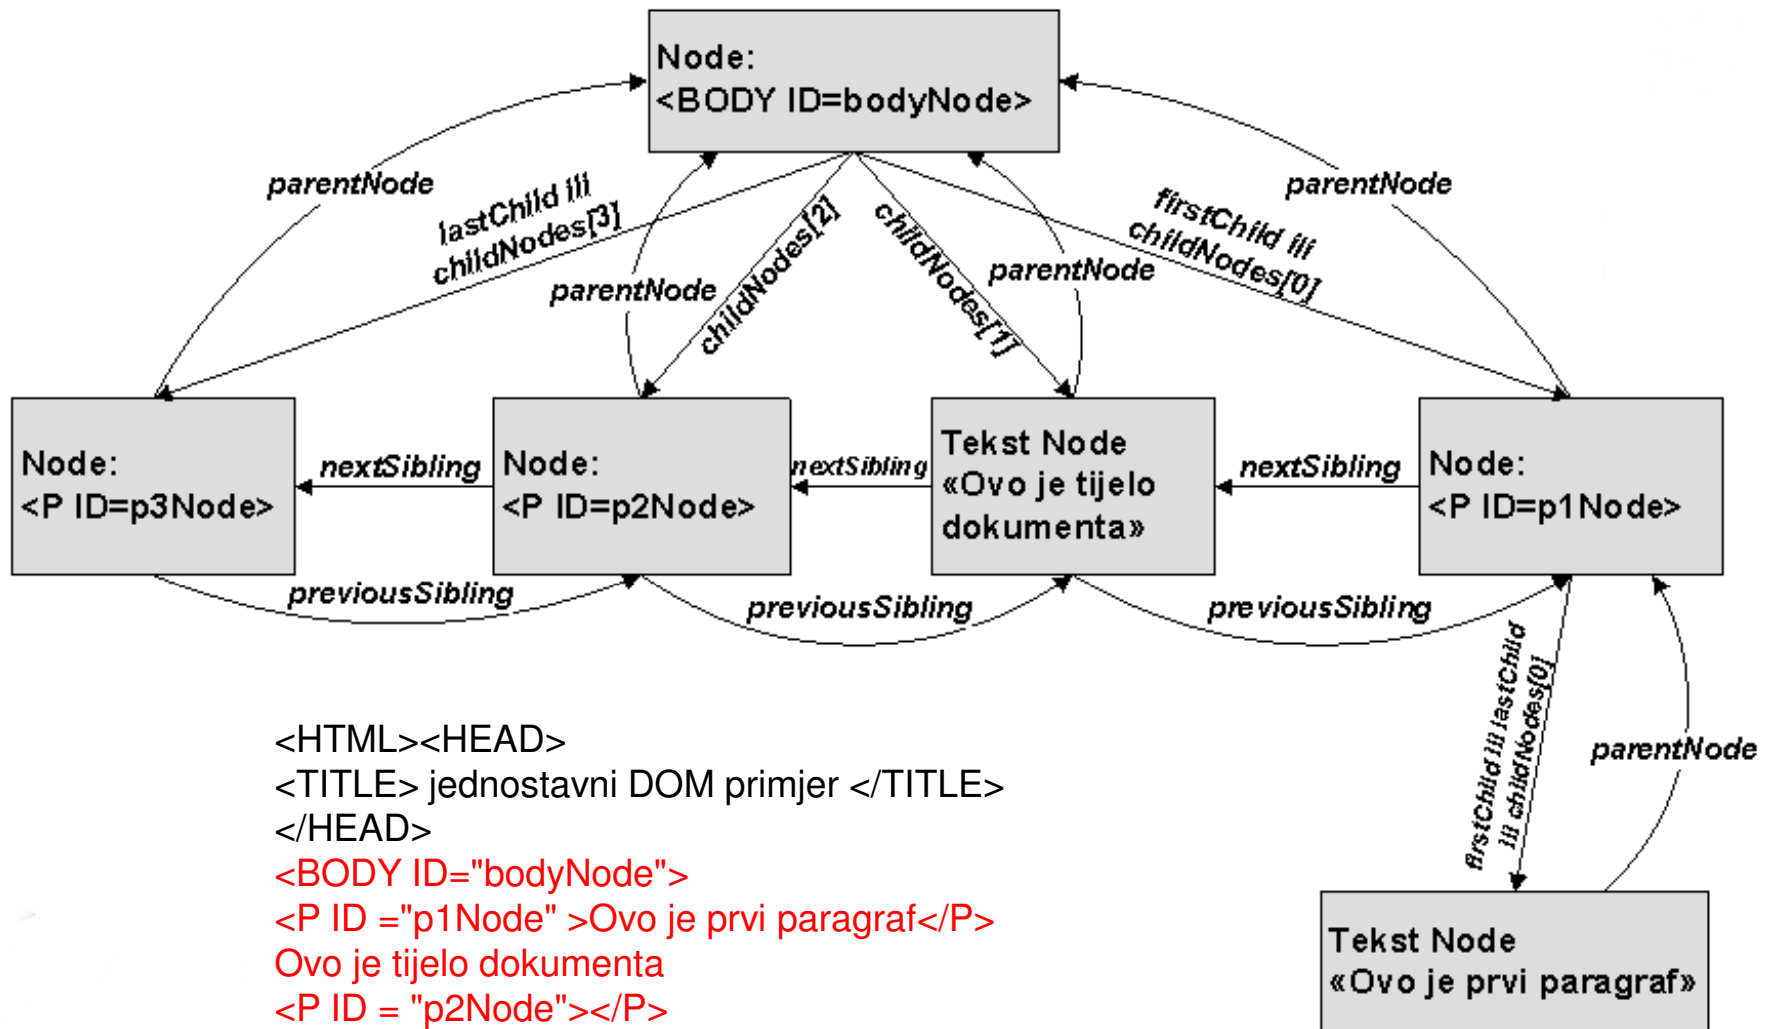 Node:
<BODY ID=bodyNode>
parentNode
lastChild ili
childNodes[3]
parentNode
childNodes[2]
childNodes[1]
parentNode
firstChild ili
childNodes[0]
parentNode
Node:
<P ID=p3Node>
nextSibling
Node:
<P ID=p2Node>
nextSibling
Tekst Node
«Ovo je tijelo
dokumenta»
nextSibling
Node:
<P ID=p1Node>
previousSibling
previousSibling
previousSibling
firstChild ili lastChild
ili childNodes[0]
parentNode
Tekst Node
«Ovo je prvi paragraf»
<HTML><HEAD>
<TITLE> jednostavni DOM primjer </TITLE>
</HEAD>
<BODY ID="bodyNode">
<P ID ="p1Node" >Ovo je prvi paragraf</P>
Ovo je tijelo dokumenta
<P ID = "p2Node"></P>